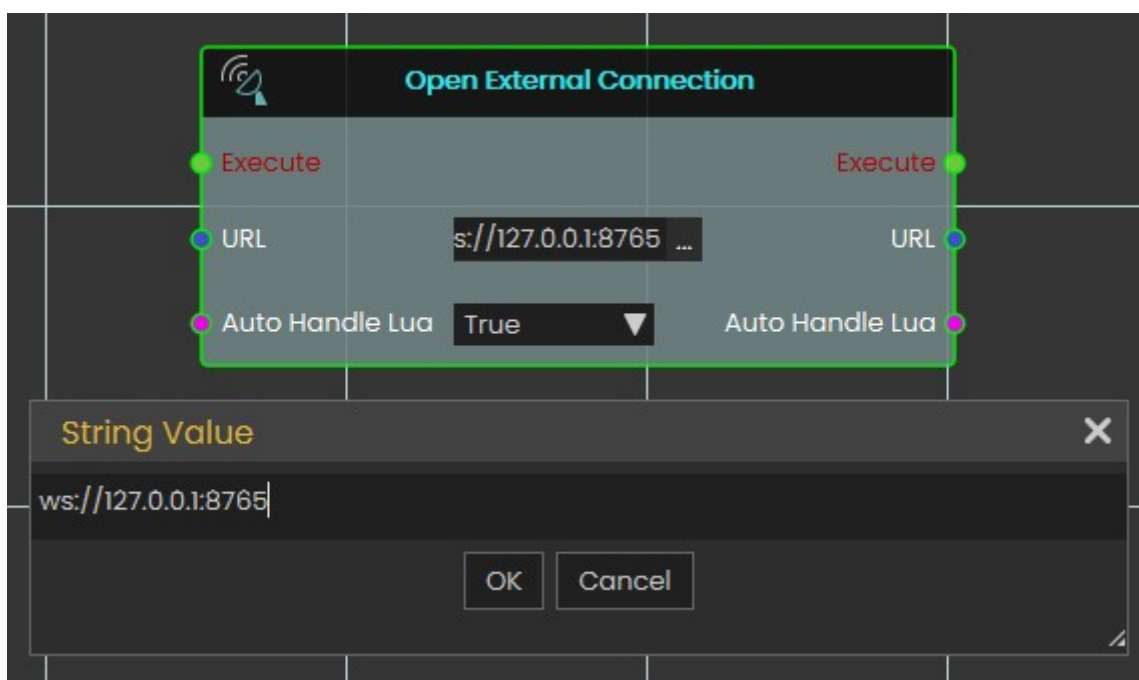 Open External Connection
Execute Execute
URL s://127.0.0.1:8765 ... URL
Auto Handle Lua True Auto Handle Lua
String Value
ws://127.0.0.1:8765
OK Cancel